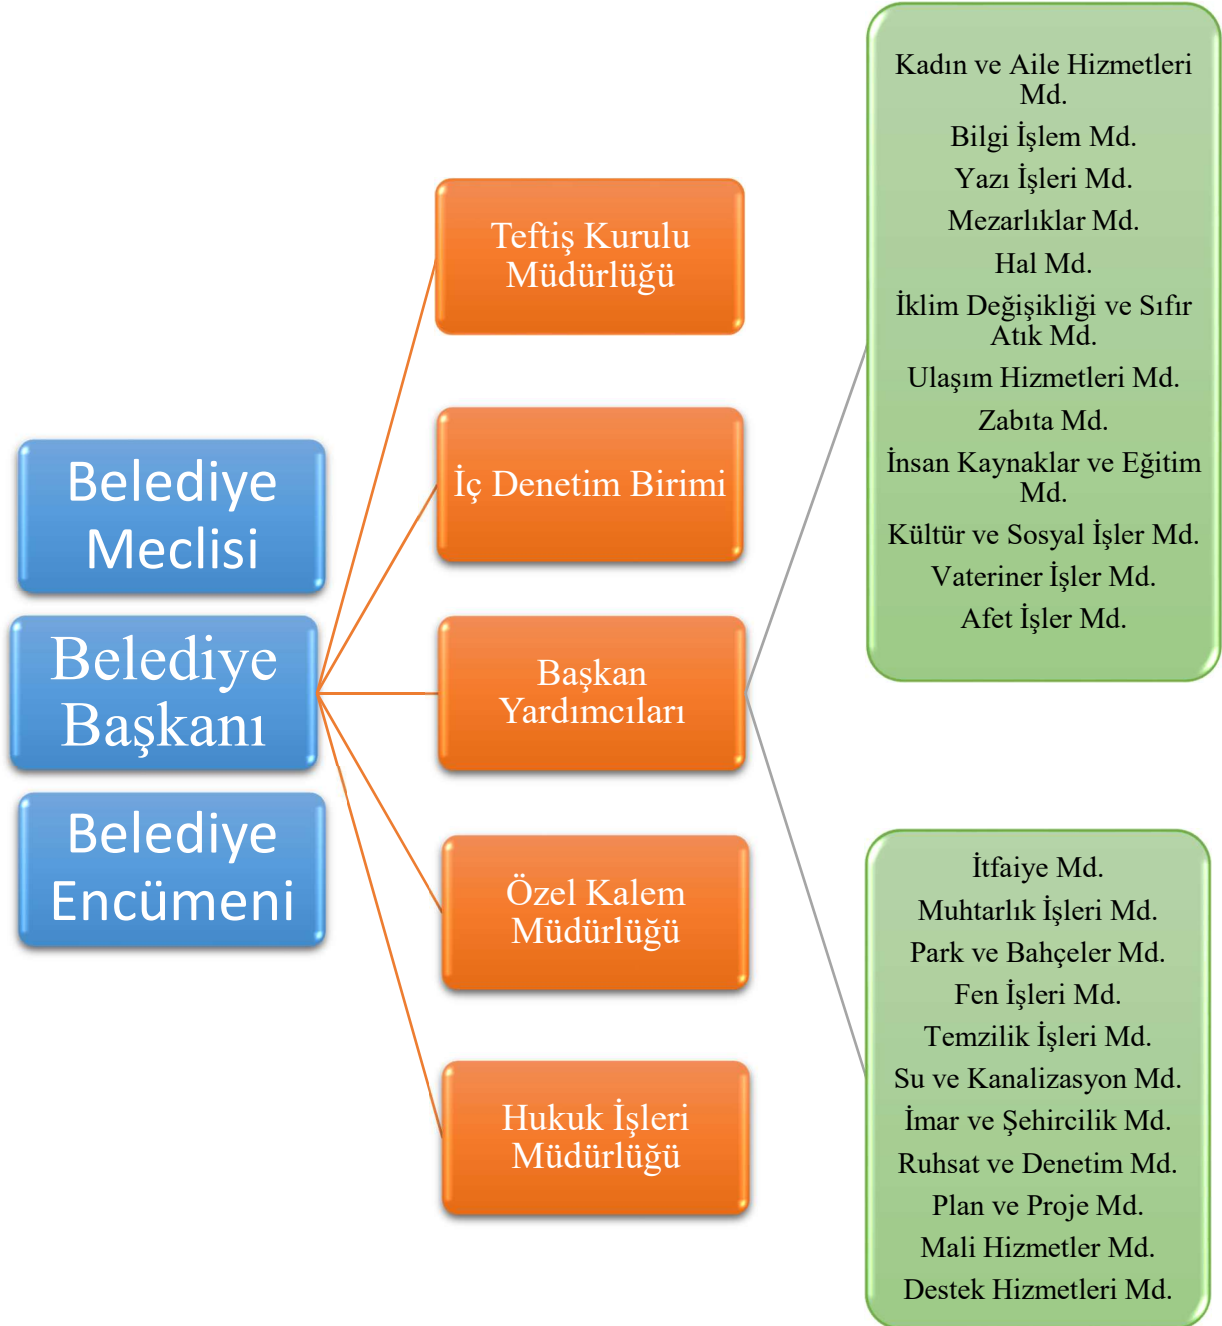 Belediye
Meclisi
Belediye
Başkanı
Belediye
Encümeni
Teftiş Kurulu
Müdürlüğü
İç Denetim Birimi
Başkan
Yardımcıları
Özel Kalem
Müdürlüğü
Hukuk İşleri
Müdürlüğü
Kadın ve Aile Hizmetleri
Md.
Bilgi İşlem Md.
Yazı İşleri Md.
Mezarlıklar Md.
Hal Md.
İklim Değişikliği ve Sıfır
Atık Md.
Ulaşım Hizmetleri Md.
Zabıta Md.
İnsan Kaynaklar ve Eğitim
Md.
Kültür ve Sosyal İşler Md.
Vateriner İşler Md.
Afet İşler Md.
İtfaiye Md.
Muhtarlık İşleri Md.
Park ve Bahçeler Md.
Fen İşleri Md.
Temzilik İşleri Md.
Su ve Kanalizasyon Md.
İmar ve Şehircilik Md.
Ruhsat ve Denetim Md.
Plan ve Proje Md.
Mali Hizmetler Md.
Destek Hizmetleri Md.